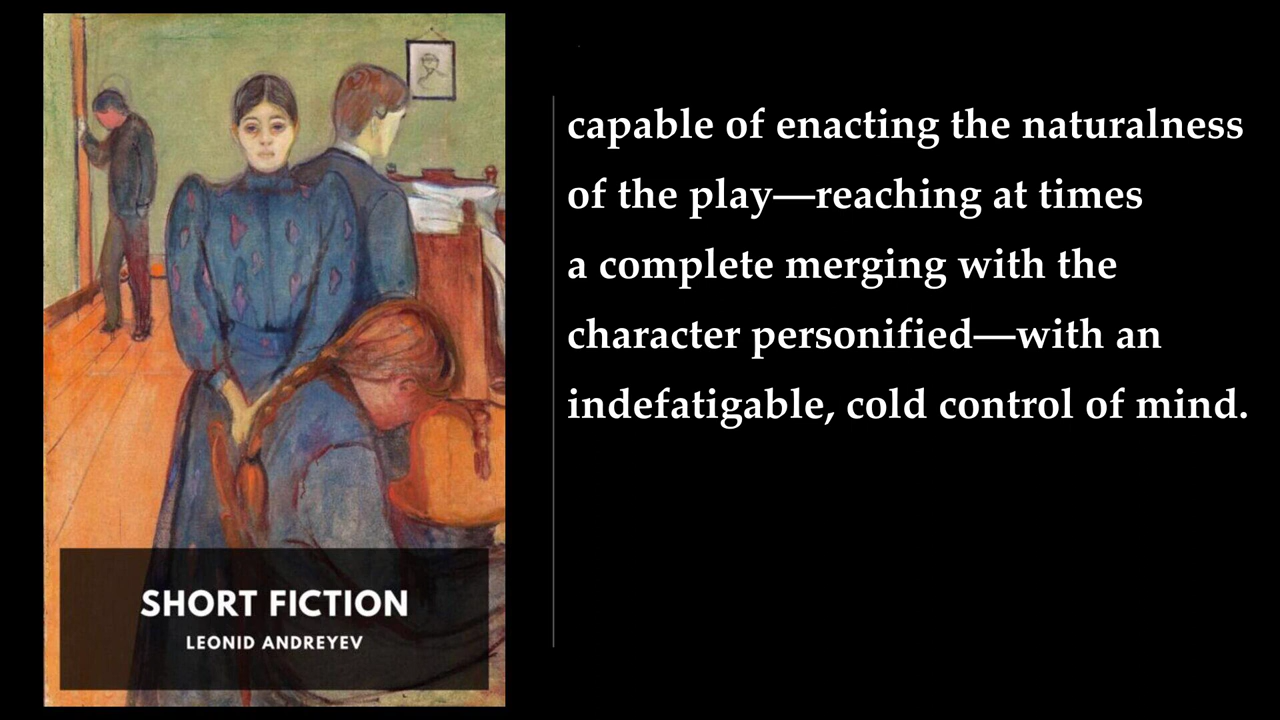 SHORT FICTION
LEONID ANDREYEV
capable of enacting the naturalness
of the play—reaching at times
a complete merging with the
character personified—with an
indefatigable, cold control of mind.